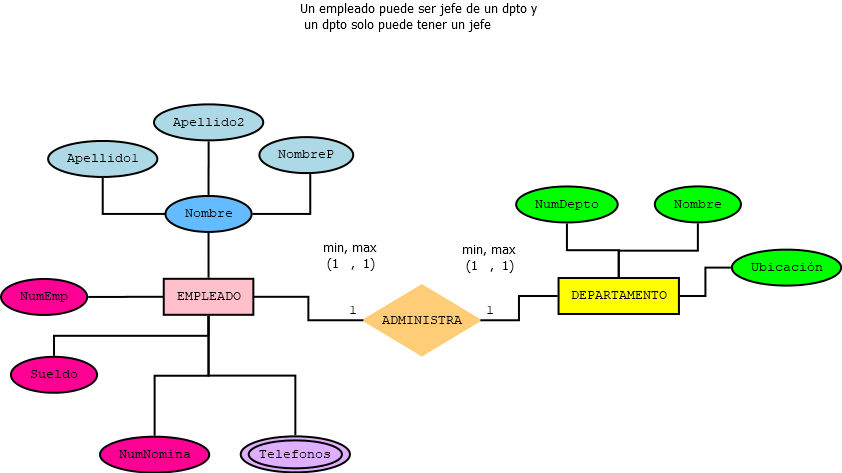 Un empleado puede ser jefe de un dpto y
un dpto solo puede tener un jefe
Apellido2
Apellido1
NombreP
Nombre
NumDepto
Nombre
min, max
(1 , 1)
min, max
(1 , 1)
Ubicación
NumEmp
EMPLEADO
DEPARTAMENTO
1
ADMINISTRA
1
Sueldo
NumNomina
Telefonos